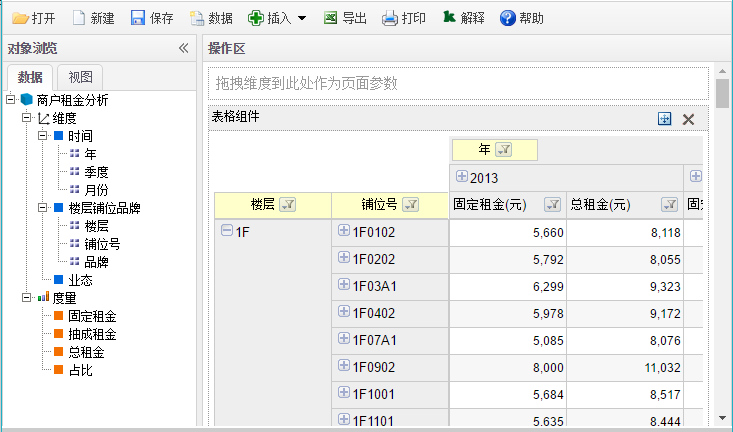 打开 新建 保存 数据 插入 导出 打印 解释 帮助
对象浏览
操作区
数据 视图
商户租金分析
维度
时间
年
季度
月份
楼层铺位品牌
楼层
铺位号
品牌
业态
度量
固定租金
抽成租金
总租金
占比
拖拽维度到此处作为页面参数
表格组件
年
2013
楼层 铺位号 固定租金(元) 总租金(元) 固
1F 1F0102 5,660 8,118
1F0202 5,792 8,055
1F03A1 6,299 9,323
1F0402 5,978 9,172
1F07A1 5,085 8,076
1F0902 8,000 11,032
1F1001 5,684 8,517
1F1101 5,635 8,444